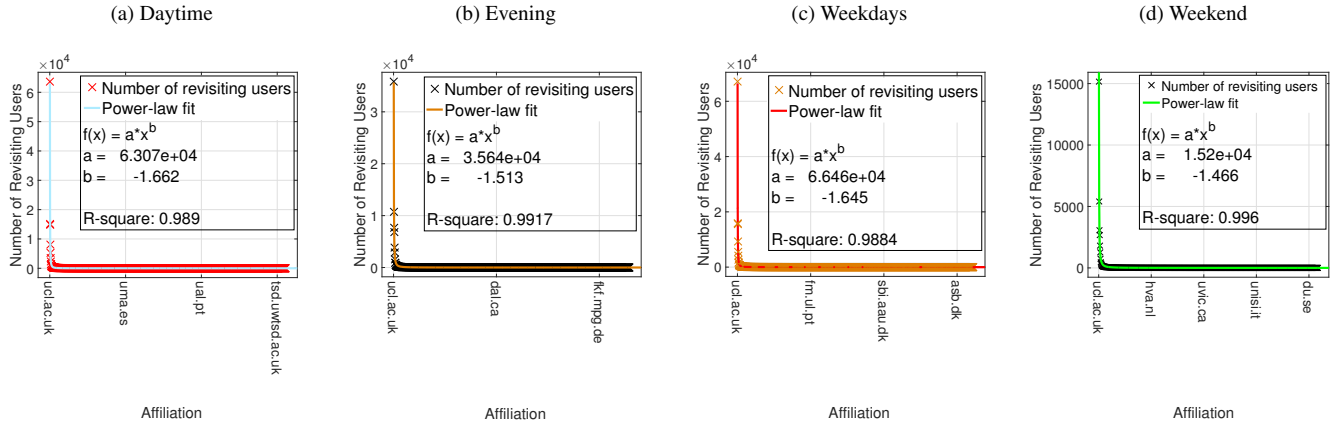 (a) Daytime
×10⁴
Number of Revisiting Users
6
5
4
3
2
1
0
Number of revisiting users
Power-law fit
f(x) = a*x^b
a = 6.307e+04
b = -1.662
R-square: 0.989
ucl.ac.uk
uma.es
ual.pt
tsd.uwtsd.ac.uk
Affiliation
(b) Evening
×10⁴
Number of Revisiting Users
3
2
1
0
Number of revisiting users
Power-law fit
f(x) = a*x^b
a = 3.564e+04
b = -1.513
R-square: 0.9917
ucl.ac.uk
dal.ca
fkf.mpg.de
Affiliation
(c) Weekdays
×10⁴
Number of Revisiting Users
6
4
2
0
Number of revisiting users
Power-law fit
f(x) = a*x^b
a = 6.646e+04
b = -1.645
R-square: 0.9884
ucl.ac.uk
fm.ul.pt
sbi.aau.dk
asb.dk
Affiliation
(d) Weekend
Number of Revisiting Users
15000
10000
5000
0
Number of revisiting users
Power-law fit
f(x) = a*x^b
a = 1.52e+04
b = -1.466
R-square: 0.996
ucl.ac.uk
hva.nl
uvic.ca
unisi.it
du.se
Affiliation